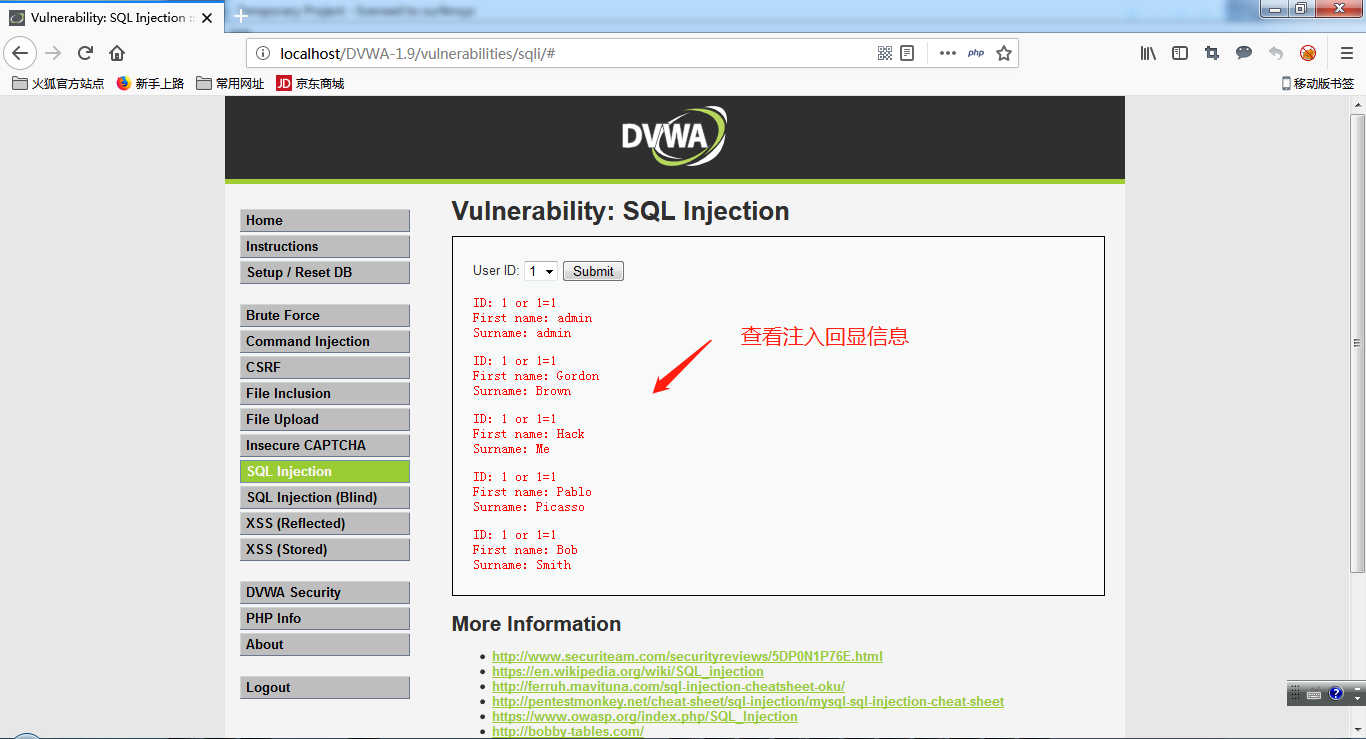 Vulnerability: SQL Injection ::
Temporary Project - licensed to surferxyz
localhost/DVWA-1.9/vulnerabilities/sqli/#
php
火狐官方站点
新手上路
常用网址
JD 京东商城
移动版书签
DVWA
Home
Instructions
Setup / Reset DB
Brute Force
Command Injection
CSRF
File Inclusion
File Upload
Insecure CAPTCHA
SQL Injection
SQL Injection (Blind)
XSS (Reflected)
XSS (Stored)
DVWA Security
PHP Info
About
Logout
Vulnerability: SQL Injection
User ID: 1 Submit
ID: 1 or 1=1
First name: admin
Surname: admin
ID: 1 or 1=1
First name: Gordon
Surname: Brown
ID: 1 or 1=1
First name: Hack
Surname: Me
ID: 1 or 1=1
First name: Pablo
Surname: Picasso
ID: 1 or 1=1
First name: Bob
Surname: Smith
查看注入回显信息
More Information
http://www.securiteam.com/securityreviews/5DP0N1P76E.html
https://en.wikipedia.org/wiki/SQL_injection
http://ferruh.mavituna.com/sql-injection-cheatsheet-oku/
http://pentestmonkey.net/cheat-sheet/sql-injection/mysql-sql-injection-cheat-sheet
https://www.owasp.org/index.php/SQL_Injection
http://bobby-tables.com/